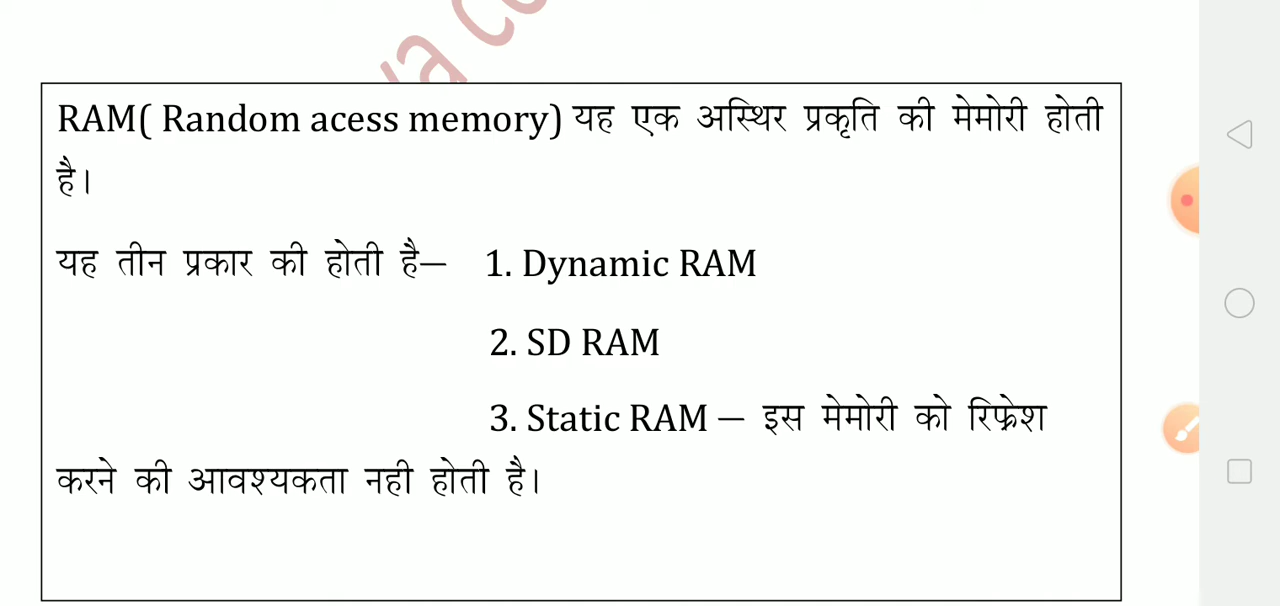 RAM( Random acess memory) यह एक अस्थिर प्रकृति की मेमोरी होती
है।
यह तीन प्रकार की होती है— 1. Dynamic RAM
2. SD RAM
3. Static RAM — इस मेमोरी को रिफ्रेश
करने की आवश्यकता नही होती है।